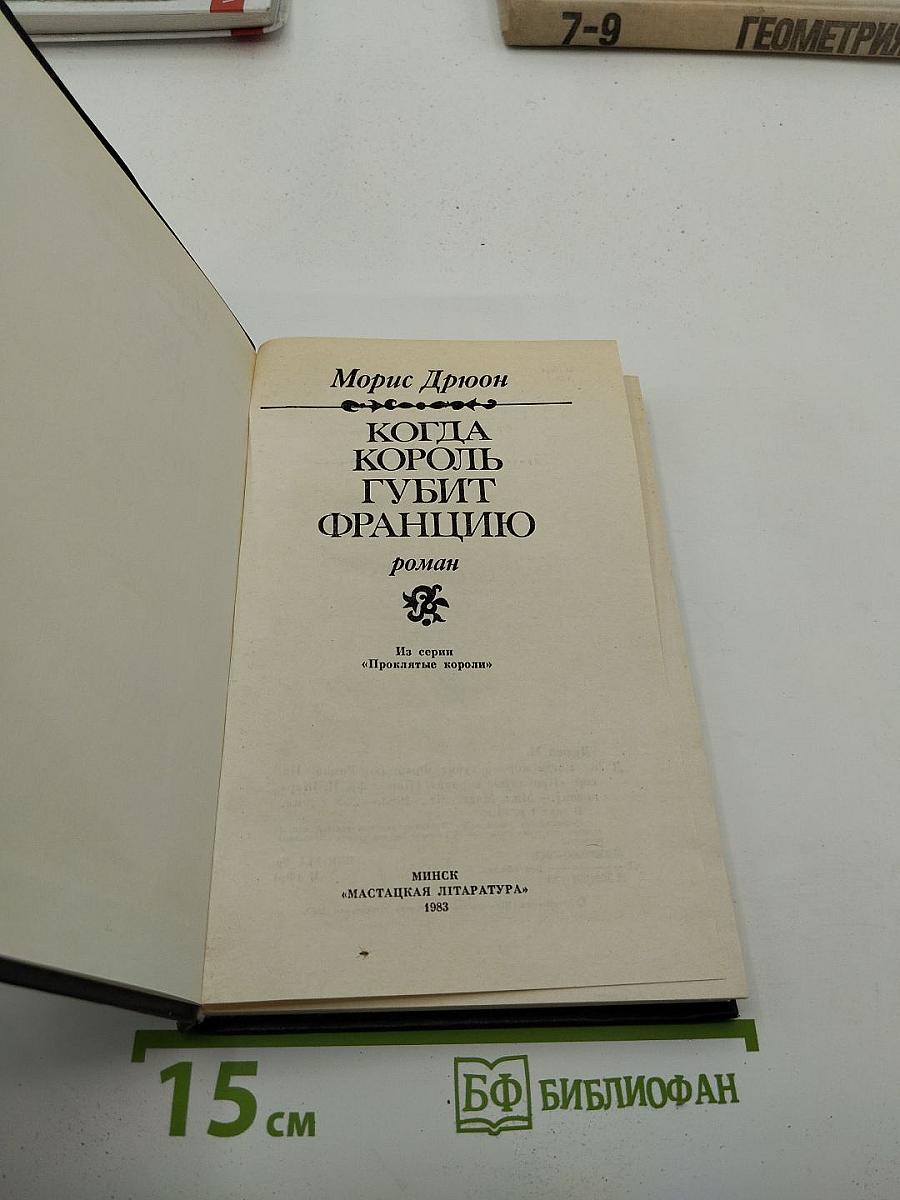 7-9 ГЕОМЕТРИЯ
Морис Дрюон
КОГДА
КОРОЛЬ
ГУБИТ
ФРАНЦИЮ
роман
Из серии
«Проклятые короли»
МИНСК
«МАСТАЦКАЯ ЛІТАРАТУРА»
1983
15 см
БФ БИБЛИОФАН